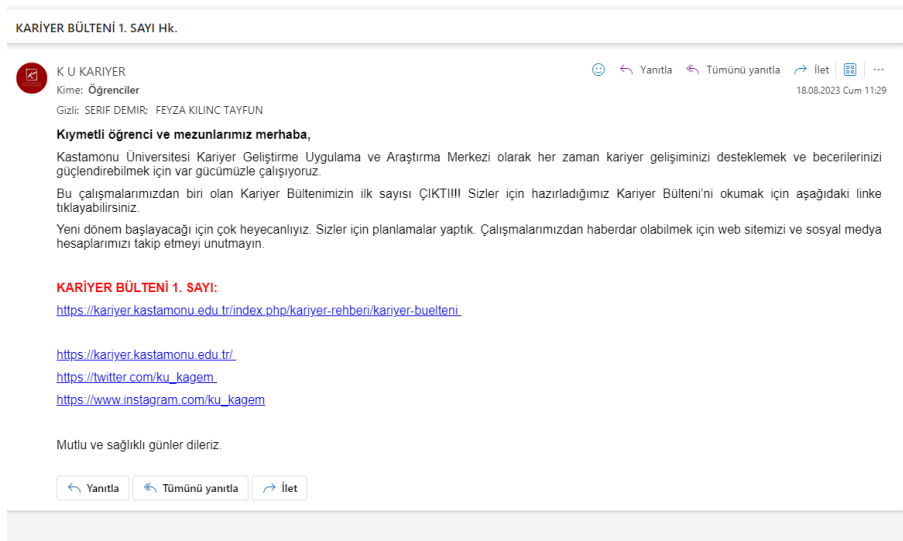 KARİYER BÜLTENİ 1. SAYI Hk.
K U KARIYER
Yanıtla Tümünü yanıtla İlet
Kime: Öğrenciler
18.08.2023 Cum 11:29
Gizli: SERIF DEMIR; FEYZA KILINC TAYFUN
Kıymetli öğrenci ve mezunlarımız merhaba,
Kastamonu Üniversitesi Kariyer Geliştirme Uygulama ve Araştırma Merkezi olarak her zaman kariyer gelişiminizi desteklemek ve becerilerinizi
güçlendirebilmek için var gücümüzle çalışıyoruz.
Bu çalışmalarımızdan biri olan Kariyer Bültenimizin ilk sayısı ÇIKTI!!! Sizler için hazırladığımız Kariyer Bülteni’ni okumak için aşağıdaki linke
tıklayabilirsiniz.
Yeni dönem başlayacağı için çok heyecanlıyız. Sizler için planlamalar yaptık. Çalışmalarımızdan haberdar olabilmek için web sitemizi ve sosyal medya
hesaplarımızı takip etmeyi unutmayın.
KARİYER BÜLTENİ 1. SAYI:
https://kariyer.kastamonu.edu.tr/index.php/kariyer-rehberi/kariyer-buelteni
https://kariyer.kastamonu.edu.tr/
https://twitter.com/ku_kagem
https://www.instagram.com/ku_kagem
Mutlu ve sağlıklı günler dileriz.
Yanıtla Tümünü yanıtla İlet